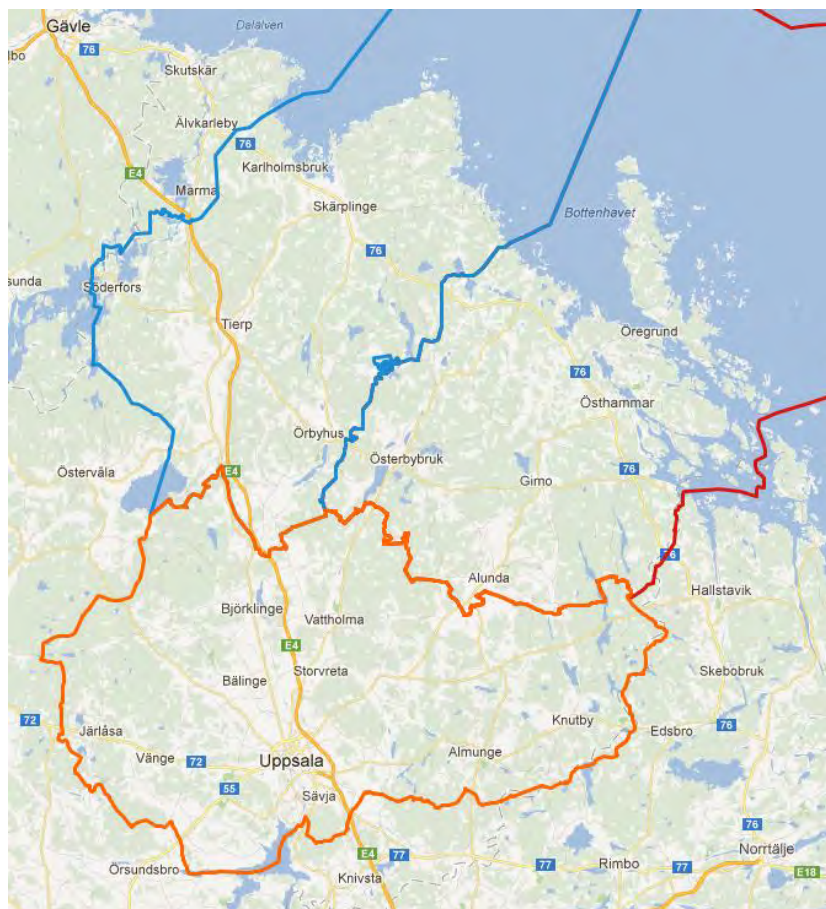 Gävle
Dalälven
76
lbo
Skutskär
Älvkarleby
76
Karlholmsbruk
E4
Marma
Skärplinge
Bottenhavet
76
sunda
Söderfors
Tierp
Öregrund
76
Östhammar
Örbyhus
Österbybruk
Östervåla
E4
76
Gimo
76
Alunda
Hallstavik
Björklinge
Vattholma
E4
Storvreta
Skebobruk
Bälinge
72
Järlåsa
Knutby
Edsbro
76
Vänge
72
Uppsala
Almunge
55
Sävja
76
E4
77
Norrtälje
Örsundsbro
Knivsta
77
Rimbo
77
E18